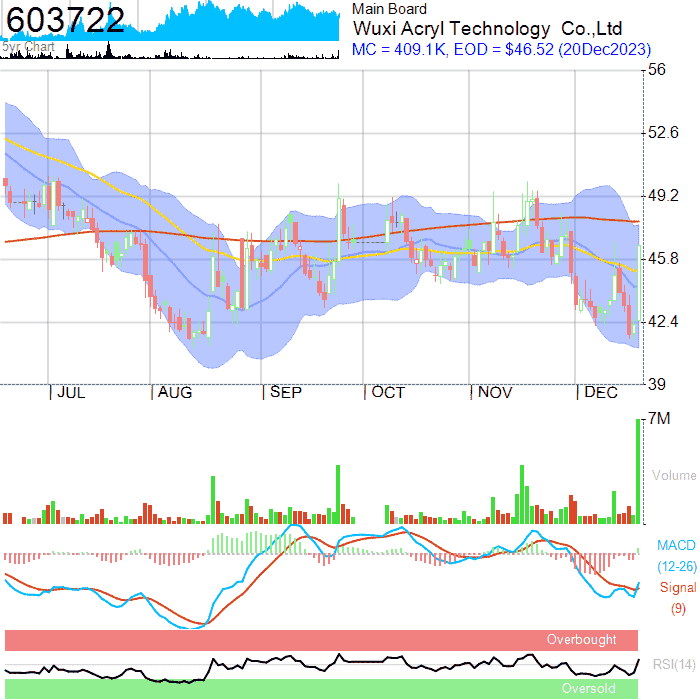 603722
5yr Chart
Main Board
Wuxi Acryl Technology Co.,Ltd
MC = 409.1K, EOD = $46.52 (20Dec2023)
56
52.6
49.2
45.8
42.4
39
JUL AUG SEP OCT NOV DEC
7M
Volume
MACD
(12-26)
Signal
(9)
Overbought
RSI(14)
Oversold